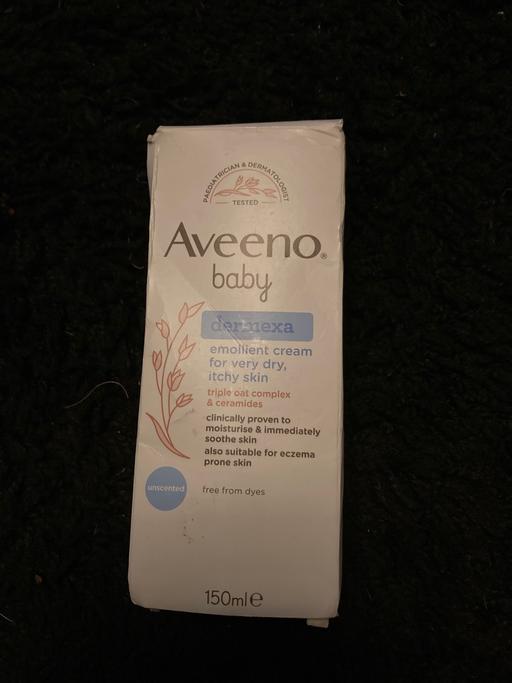 PAEDIATRICIAN & DERMATOLOGIST
TESTED
Aveeno®
baby
dermexa
emollient cream
for very dry,
itchy skin
triple oat complex
& ceramides
clinically proven to
moisturise & immediately
soothe skin
also suitable for eczema
prone skin
unscented
free from dyes
150ml℮